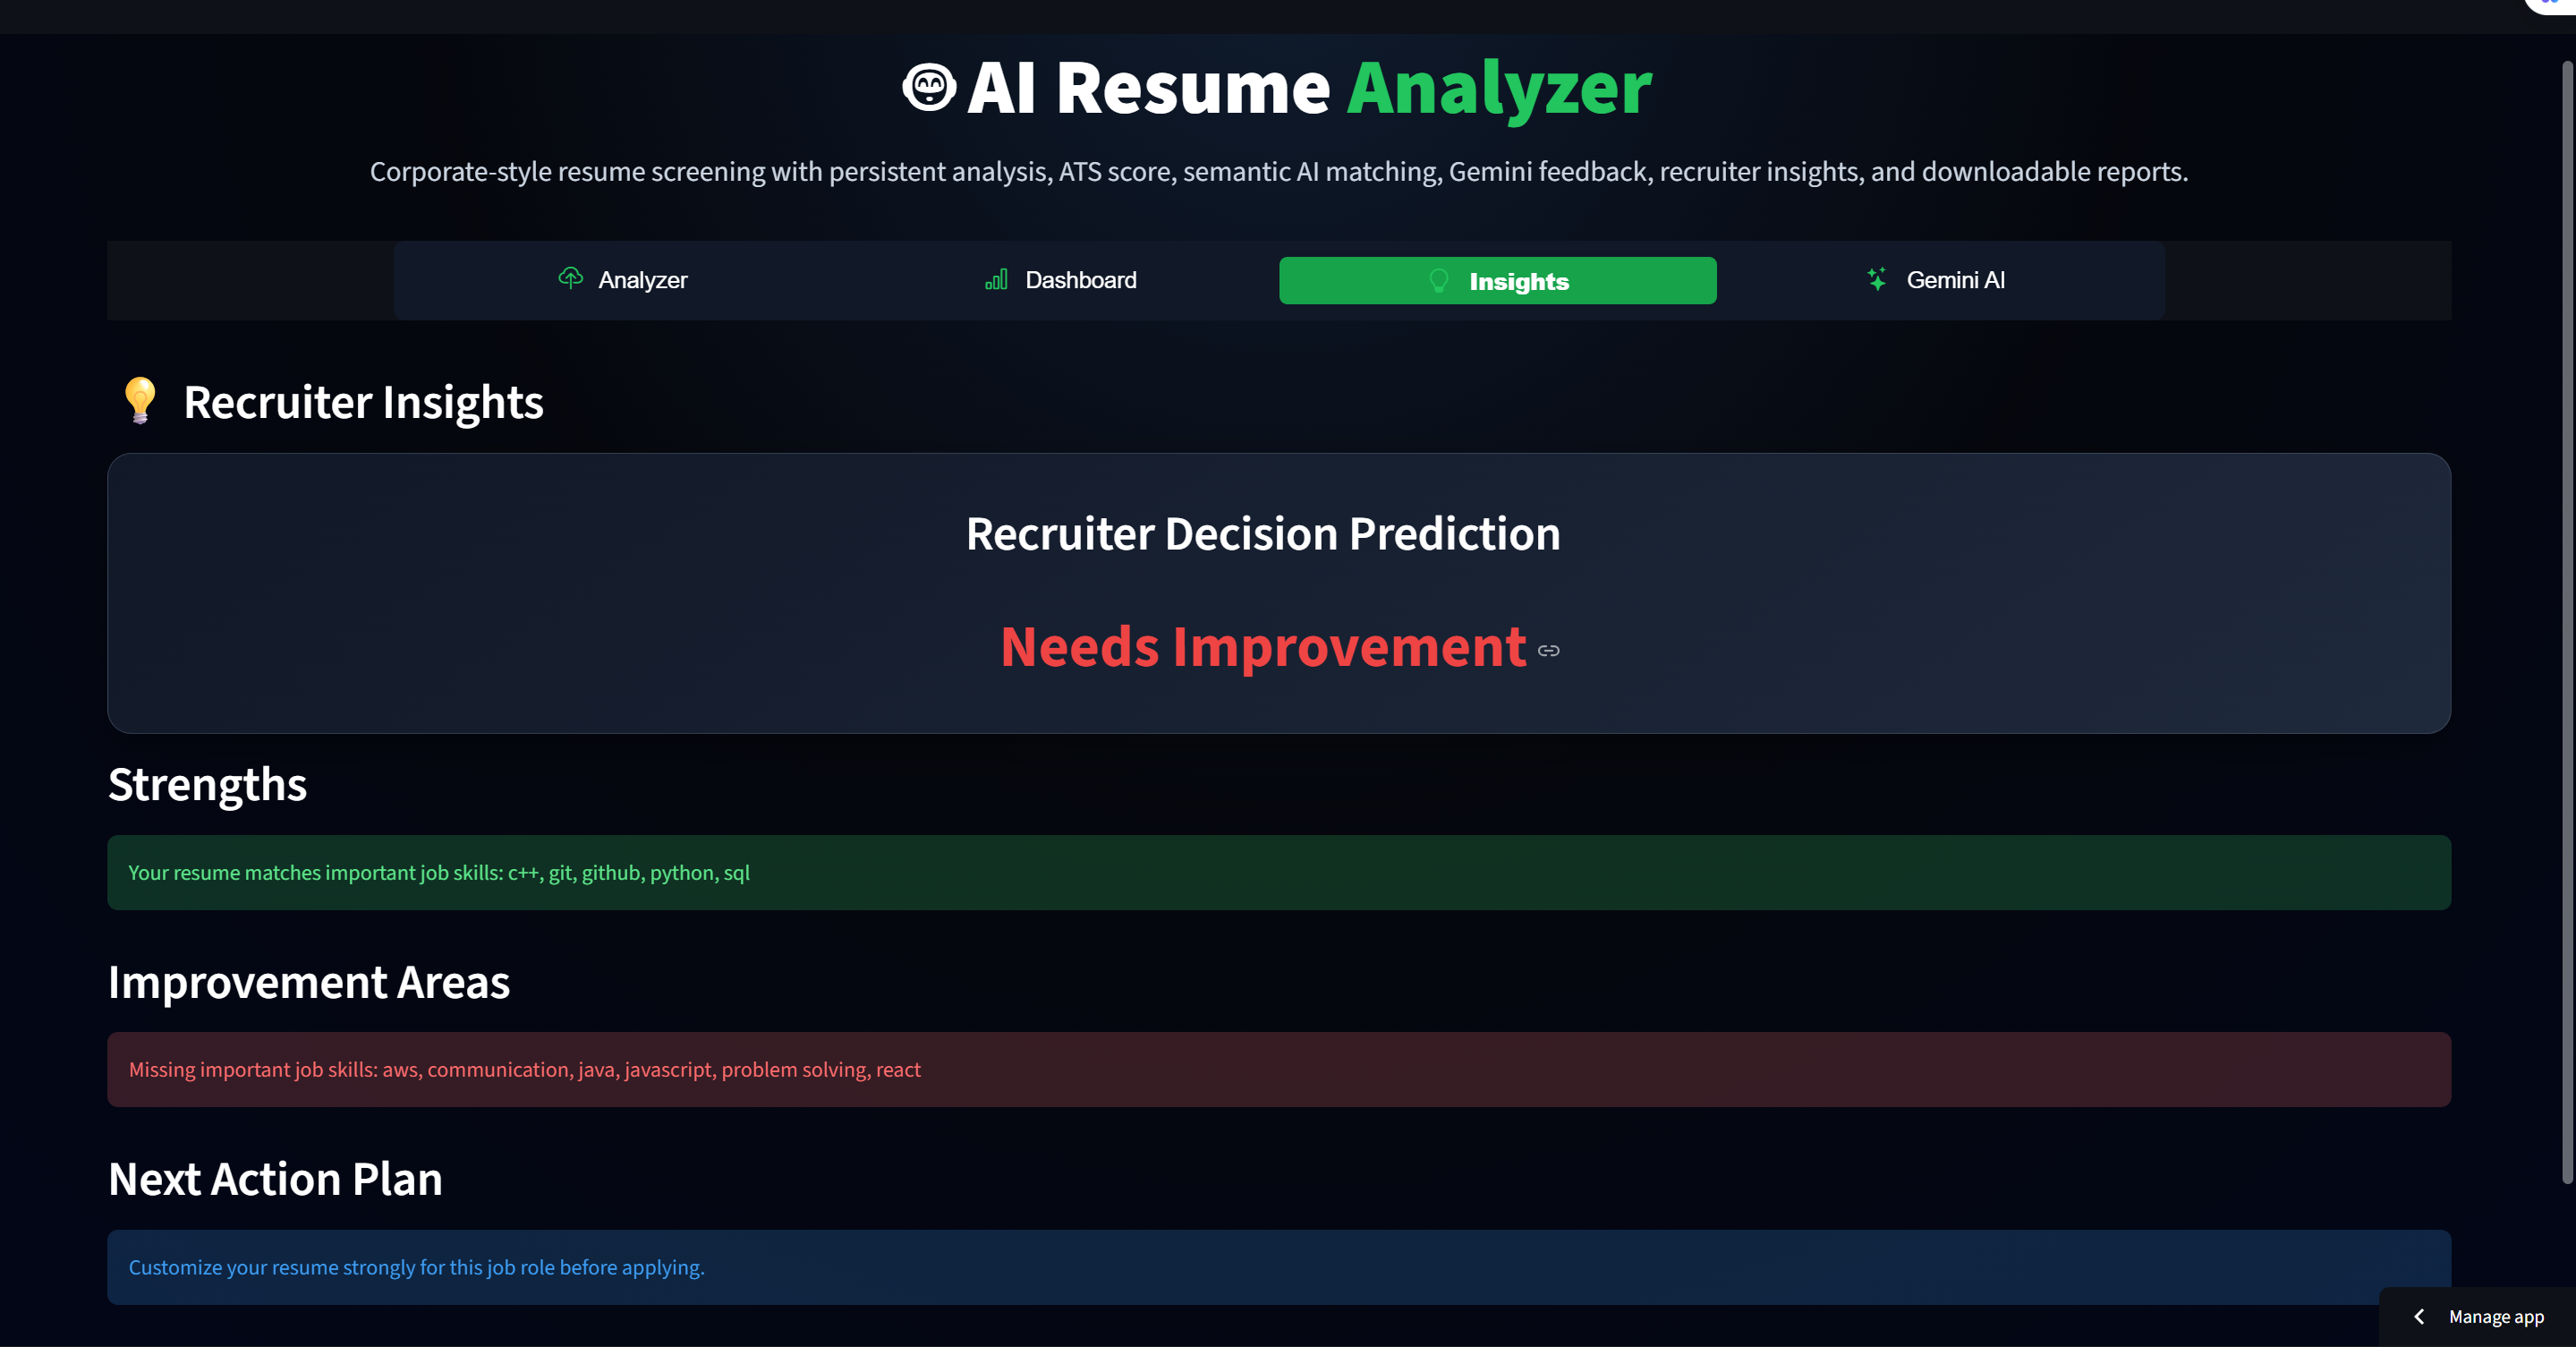 AI Resume Analyzer
Corporate-style resume screening with persistent analysis, ATS score, semantic AI matching, Gemini feedback, recruiter insights, and downloadable reports.
Analyzer
Dashboard
Insights
Gemini AI
Recruiter Insights
Recruiter Decision Prediction
Needs Improvement
Strengths
Your resume matches important job skills: c++, git, github, python, sql
Improvement Areas
Missing important job skills: aws, communication, java, javascript, problem solving, react
Next Action Plan
Customize your resume strongly for this job role before applying.
Manage app